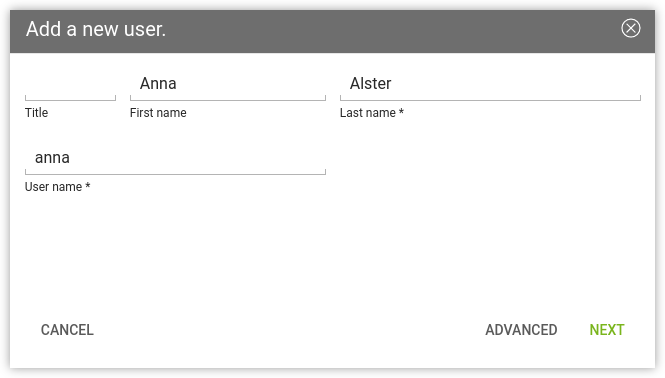 Add a new user.
Anna Alster
Title First name Last name *
anna
User name *
CANCEL ADVANCED NEXT